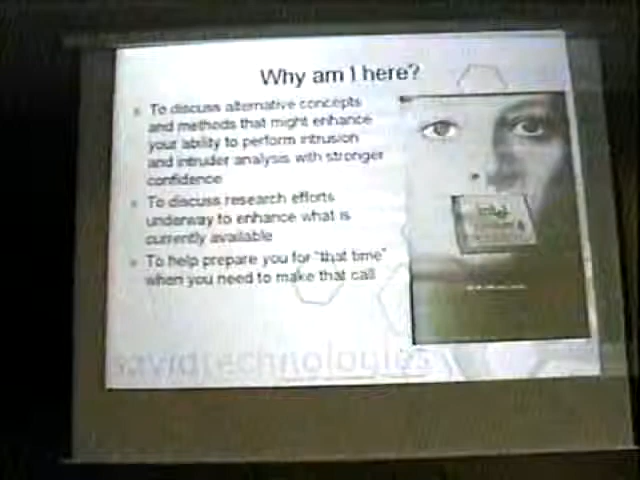 Why am I here?
To discuss alternative concepts
and methods that might enhance
your ability to perform intrusion
and intruder analysis with stronger
confidence
To discuss research efforts
underway to enhance what is
currently available
To help prepare you for "that time"
when you need to make that call
savidtechnologies